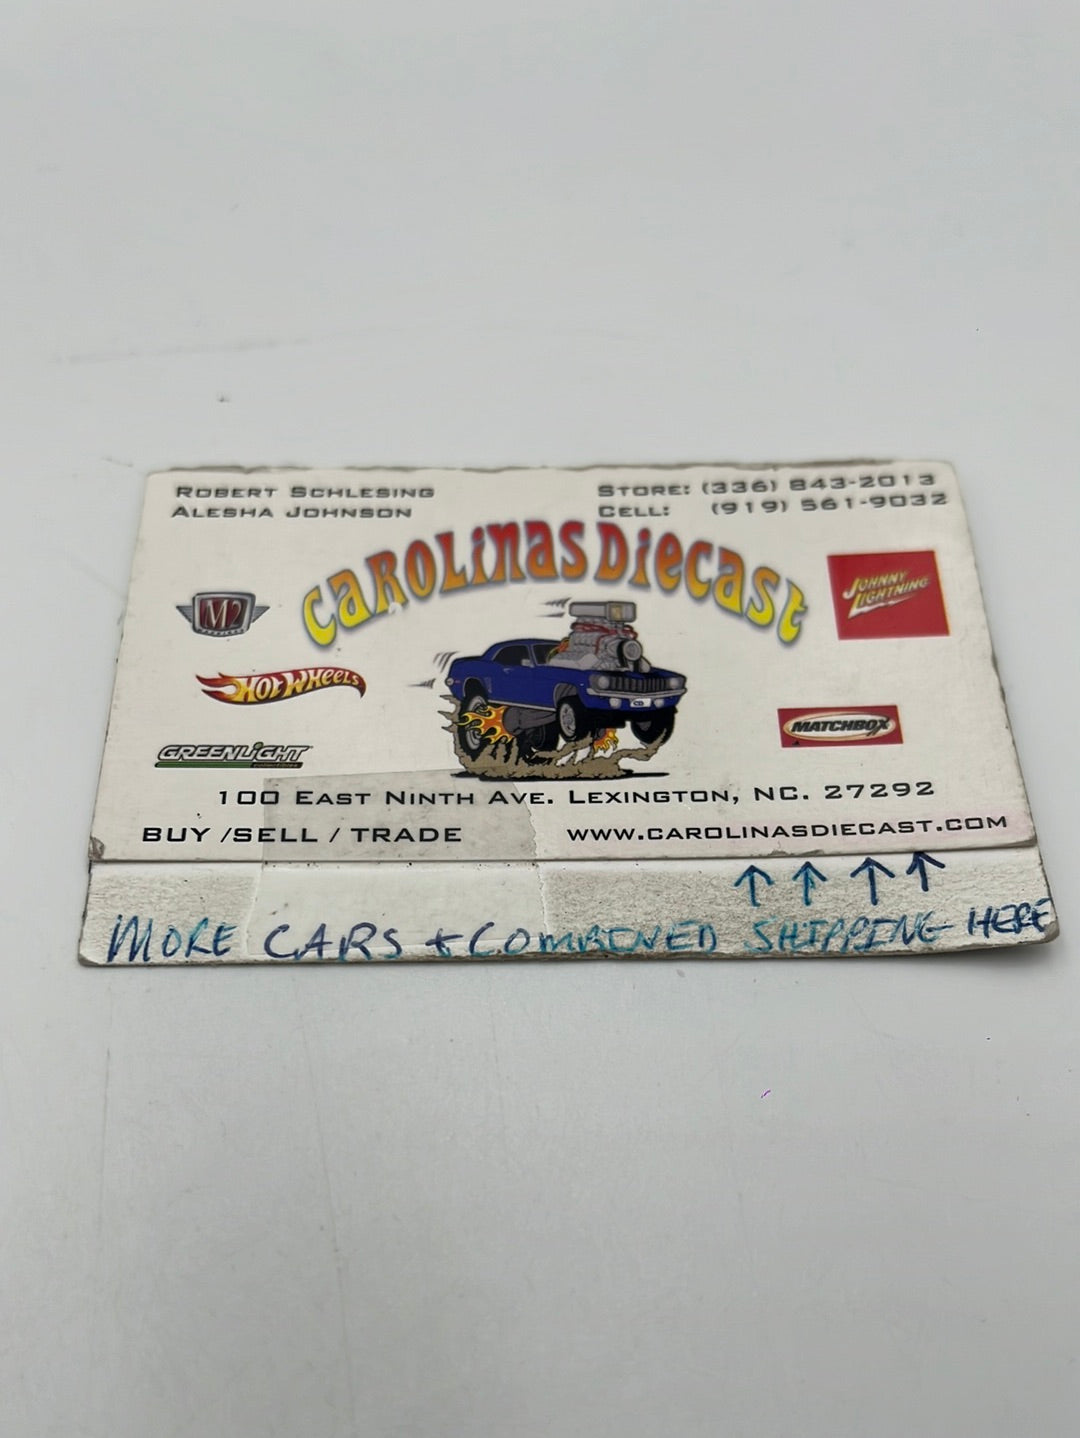 ROBERT SCHLESING
ALESHA JOHNSON
STORE: (336) 843-2013
CELL: (919) 561-9032
CAROLINAS DIECAST
M2
JOHNNY
LIGHTNING
HOT WHEELS
MATCHBOX
GREENLIGHT
CD
100 EAST NINTH AVE. LEXINGTON, NC. 27292
BUY /SELL / TRADE
WWW.CAROLINASDIECAST.COM
↑ ↑ ↑ ↑
MORE CARS + COMBINED SHIPPING HERE